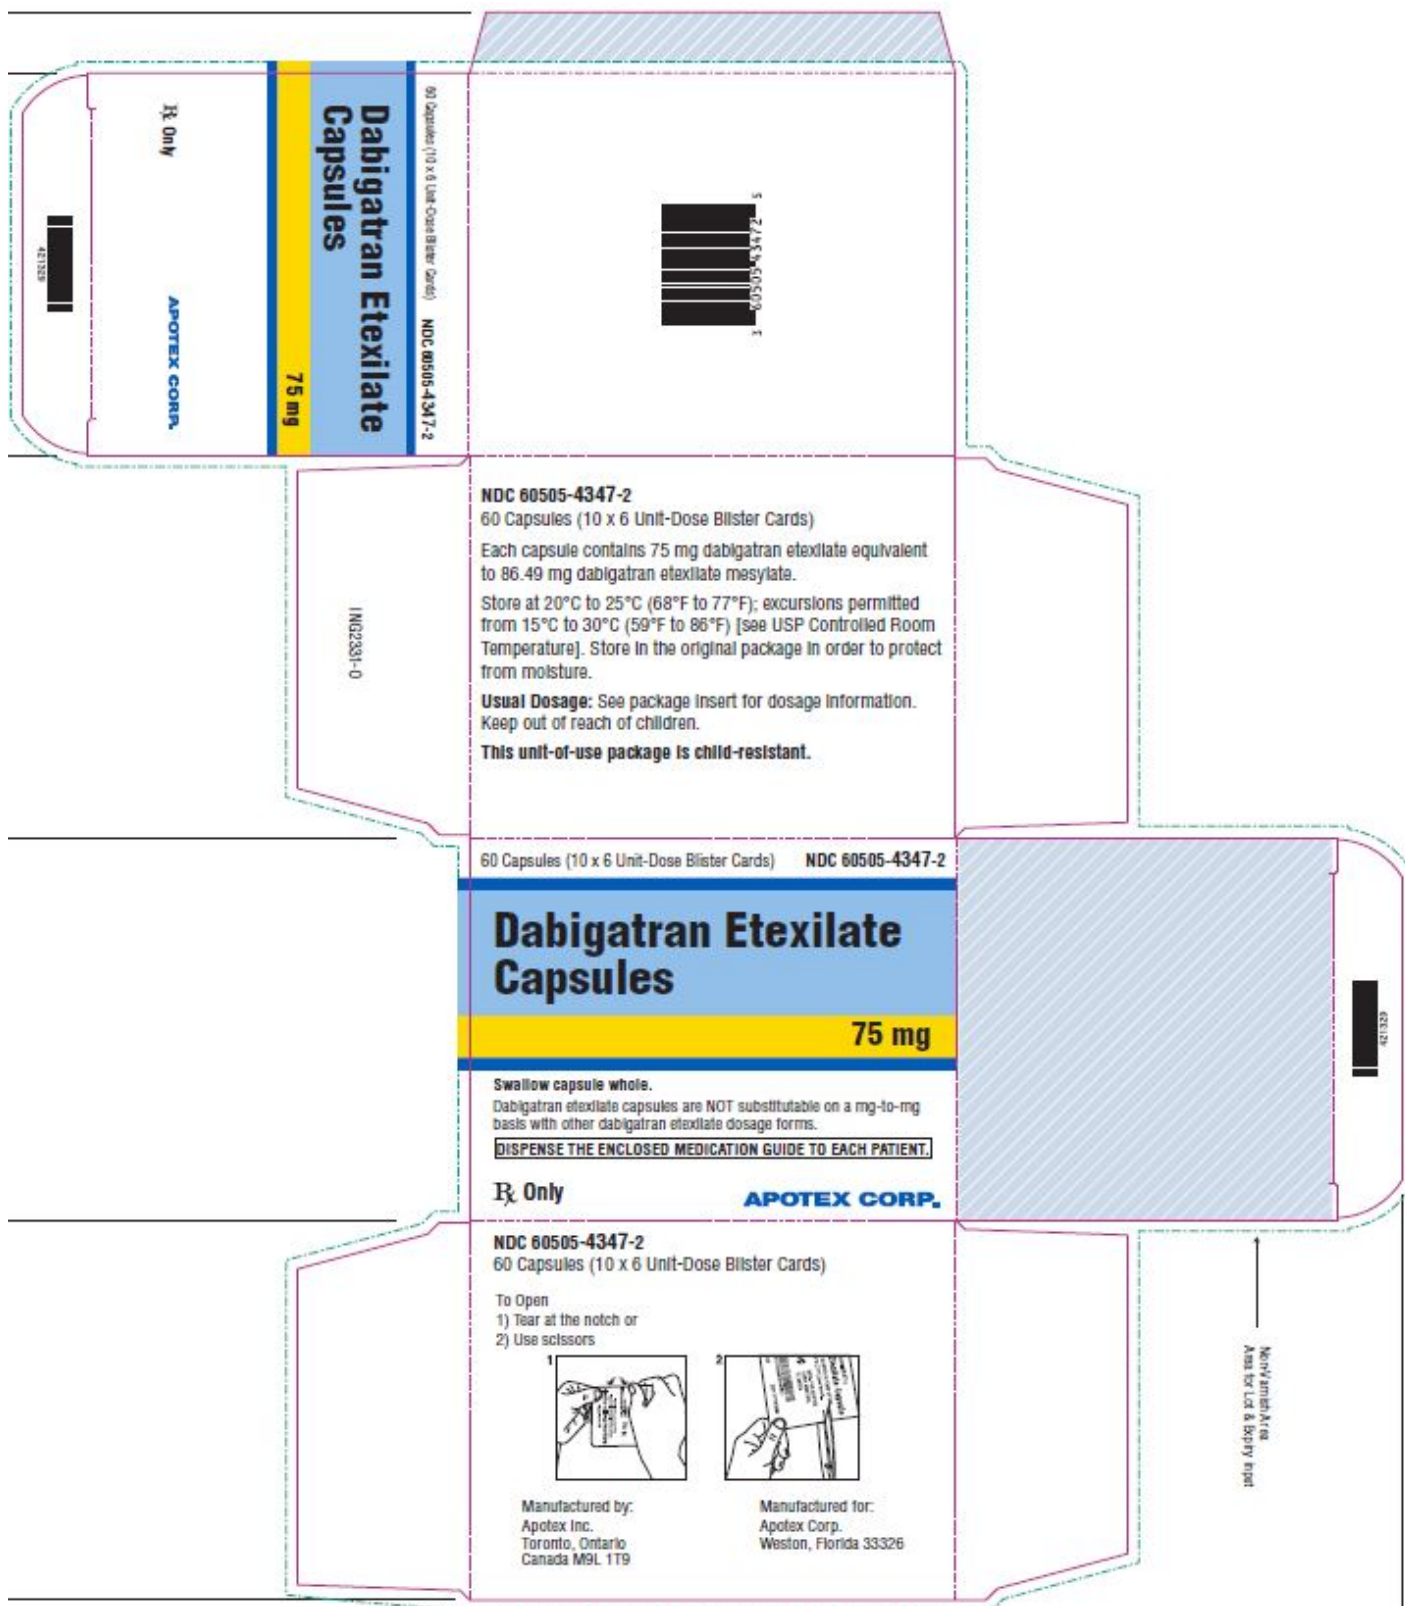 60 Capsules (10 x 6 Unit-Dose Blister Cards) NDC 60505-4347-2
Dabigatran Etexilate
Capsules
75 mg
℞ Only
APOTEX CORP.
421329
3 60505-43472 5
NDC 60505-4347-2
60 Capsules (10 x 6 Unit-Dose Blister Cards)
Each capsule contains 75 mg dabigatran etexilate equivalent
to 86.49 mg dabigatran etexilate mesylate.
Store at 20°C to 25°C (68°F to 77°F); excursions permitted
from 15°C to 30°C (59°F to 86°F) [see USP Controlled Room
Temperature]. Store in the original package in order to protect
from moisture.
Usual Dosage: See package insert for dosage information.
Keep out of reach of children.
This unit-of-use package is child-resistant.
ING2331-0
60 Capsules (10 x 6 Unit-Dose Blister Cards) NDC 60505-4347-2
Dabigatran Etexilate
Capsules
75 mg
Swallow capsule whole.
Dabigatran etexilate capsules are NOT substitutable on a mg-to-mg
basis with other dabigatran etexilate dosage forms.
DISPENSE THE ENCLOSED MEDICATION GUIDE TO EACH PATIENT.
℞ Only
APOTEX CORP.
421329
NDC 60505-4347-2
60 Capsules (10 x 6 Unit-Dose Blister Cards)
To Open
1) Tear at the notch or
2) Use scissors
1
2
Manufactured by:
Apotex Inc.
Toronto, Ontario
Canada M9L 1T9
Manufactured for:
Apotex Corp.
Weston, Florida 33326
Non-Varnish Area
Area for Lot & Expiry input